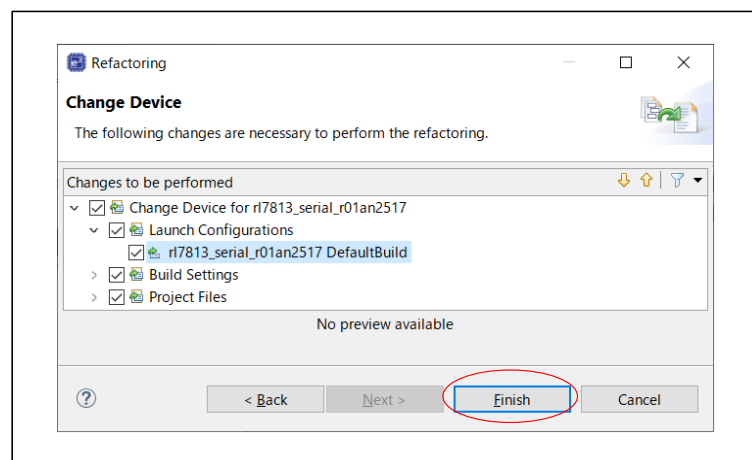 Refactoring
Change Device
The following changes are necessary to perform the refactoring.
Changes to be performed
Change Device for rl7813_serial_r01an2517
Launch Configurations
rl7813_serial_r01an2517 DefaultBuild
Build Settings
Project Files
No preview available
? < Back Next > Finish Cancel